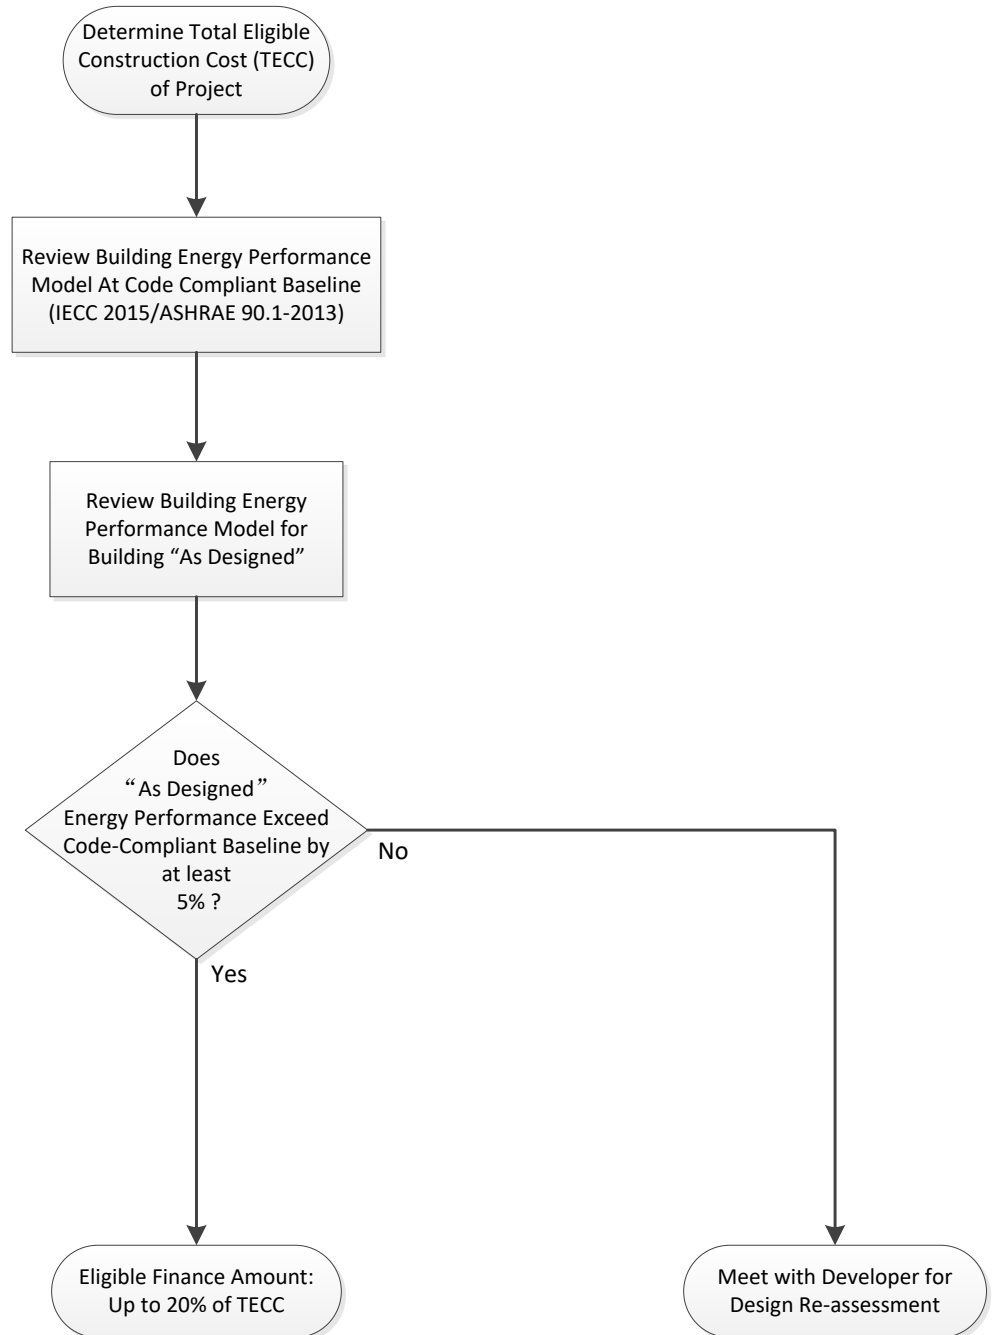 Determine Total Eligible
Construction Cost (TECC)
of Project
Review Building Energy Performance
Model At Code Compliant Baseline
(IECC 2015/ASHRAE 90.1-2013)
Review Building Energy
Performance Model for
Building “As Designed”
Does
“As Designed”
Energy Performance Exceed
Code-Compliant Baseline by
at least
5% ?
No
Yes
Eligible Finance Amount:
Up to 20% of TECC
Meet with Developer for
Design Re-assessment